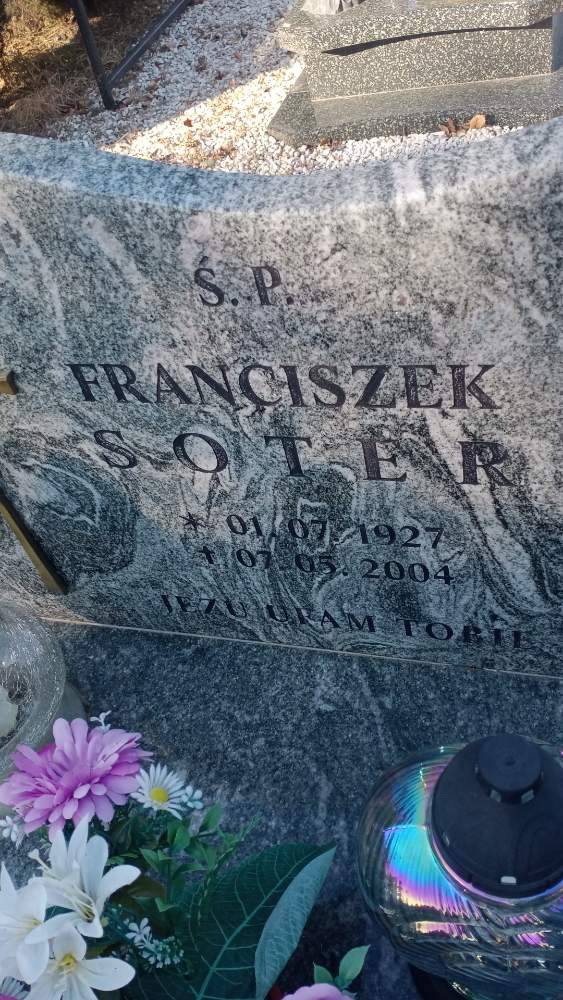 Ś. P.
FRANCISZEK
SOTER
* 01. 07. 1927
† 07. 05. 2004
JEZU UFAM TOBIE